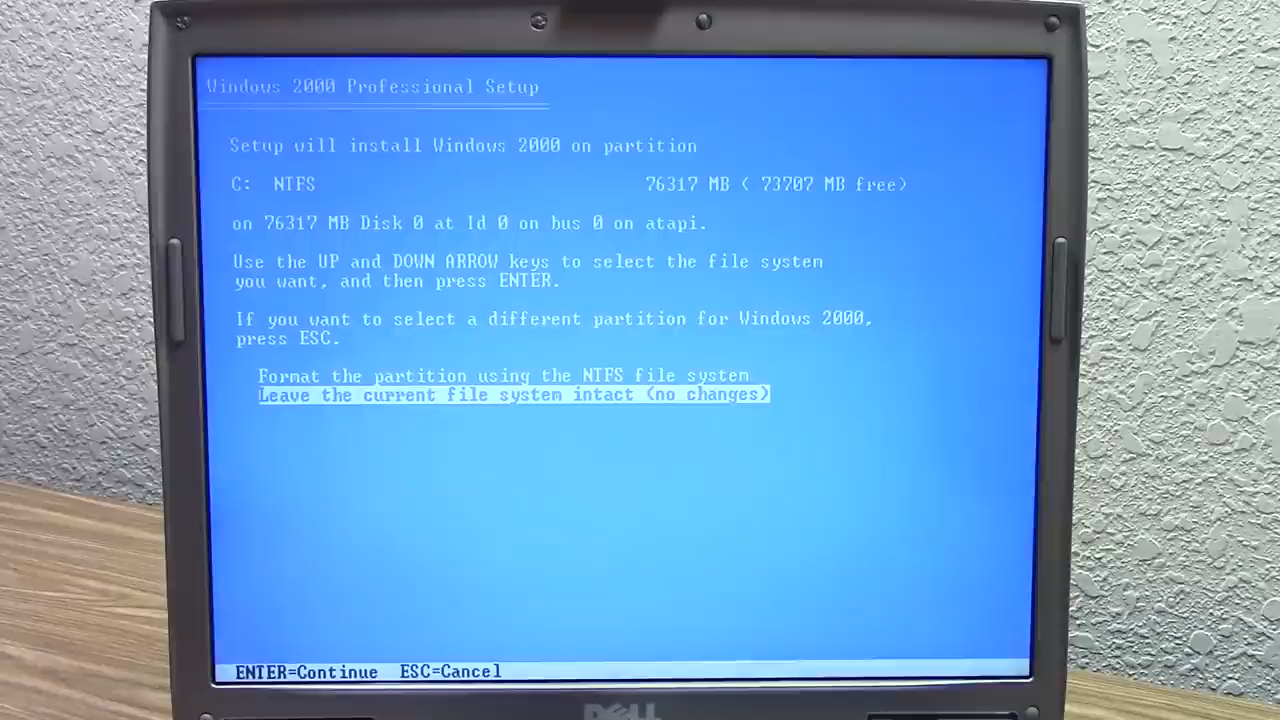 Windows 2000 Professional Setup
Setup will install Windows 2000 on partition
C: NTFS 76317 MB ( 73707 MB free)
on 76317 MB Disk 0 at Id 0 on bus 0 on atapi.
Use the UP and DOWN ARROW keys to select the file system
you want, and then press ENTER.
If you want to select a different partition for Windows 2000,
press ESC.
Format the partition using the NTFS file system
Leave the current file system intact (no changes)
ENTER=Continue ESC=Cancel
DELL